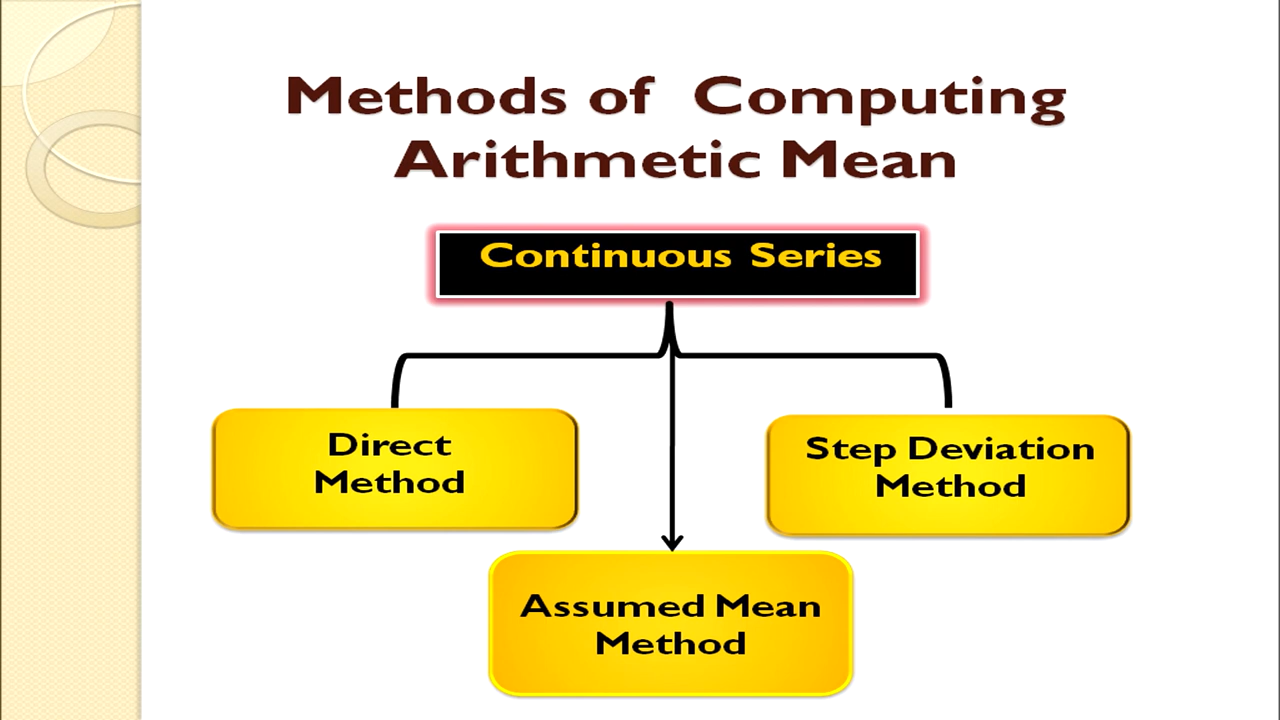 Methods of Computing
Arithmetic Mean
Continuous Series
Direct
Method
Step Deviation
Method
Assumed Mean
Method